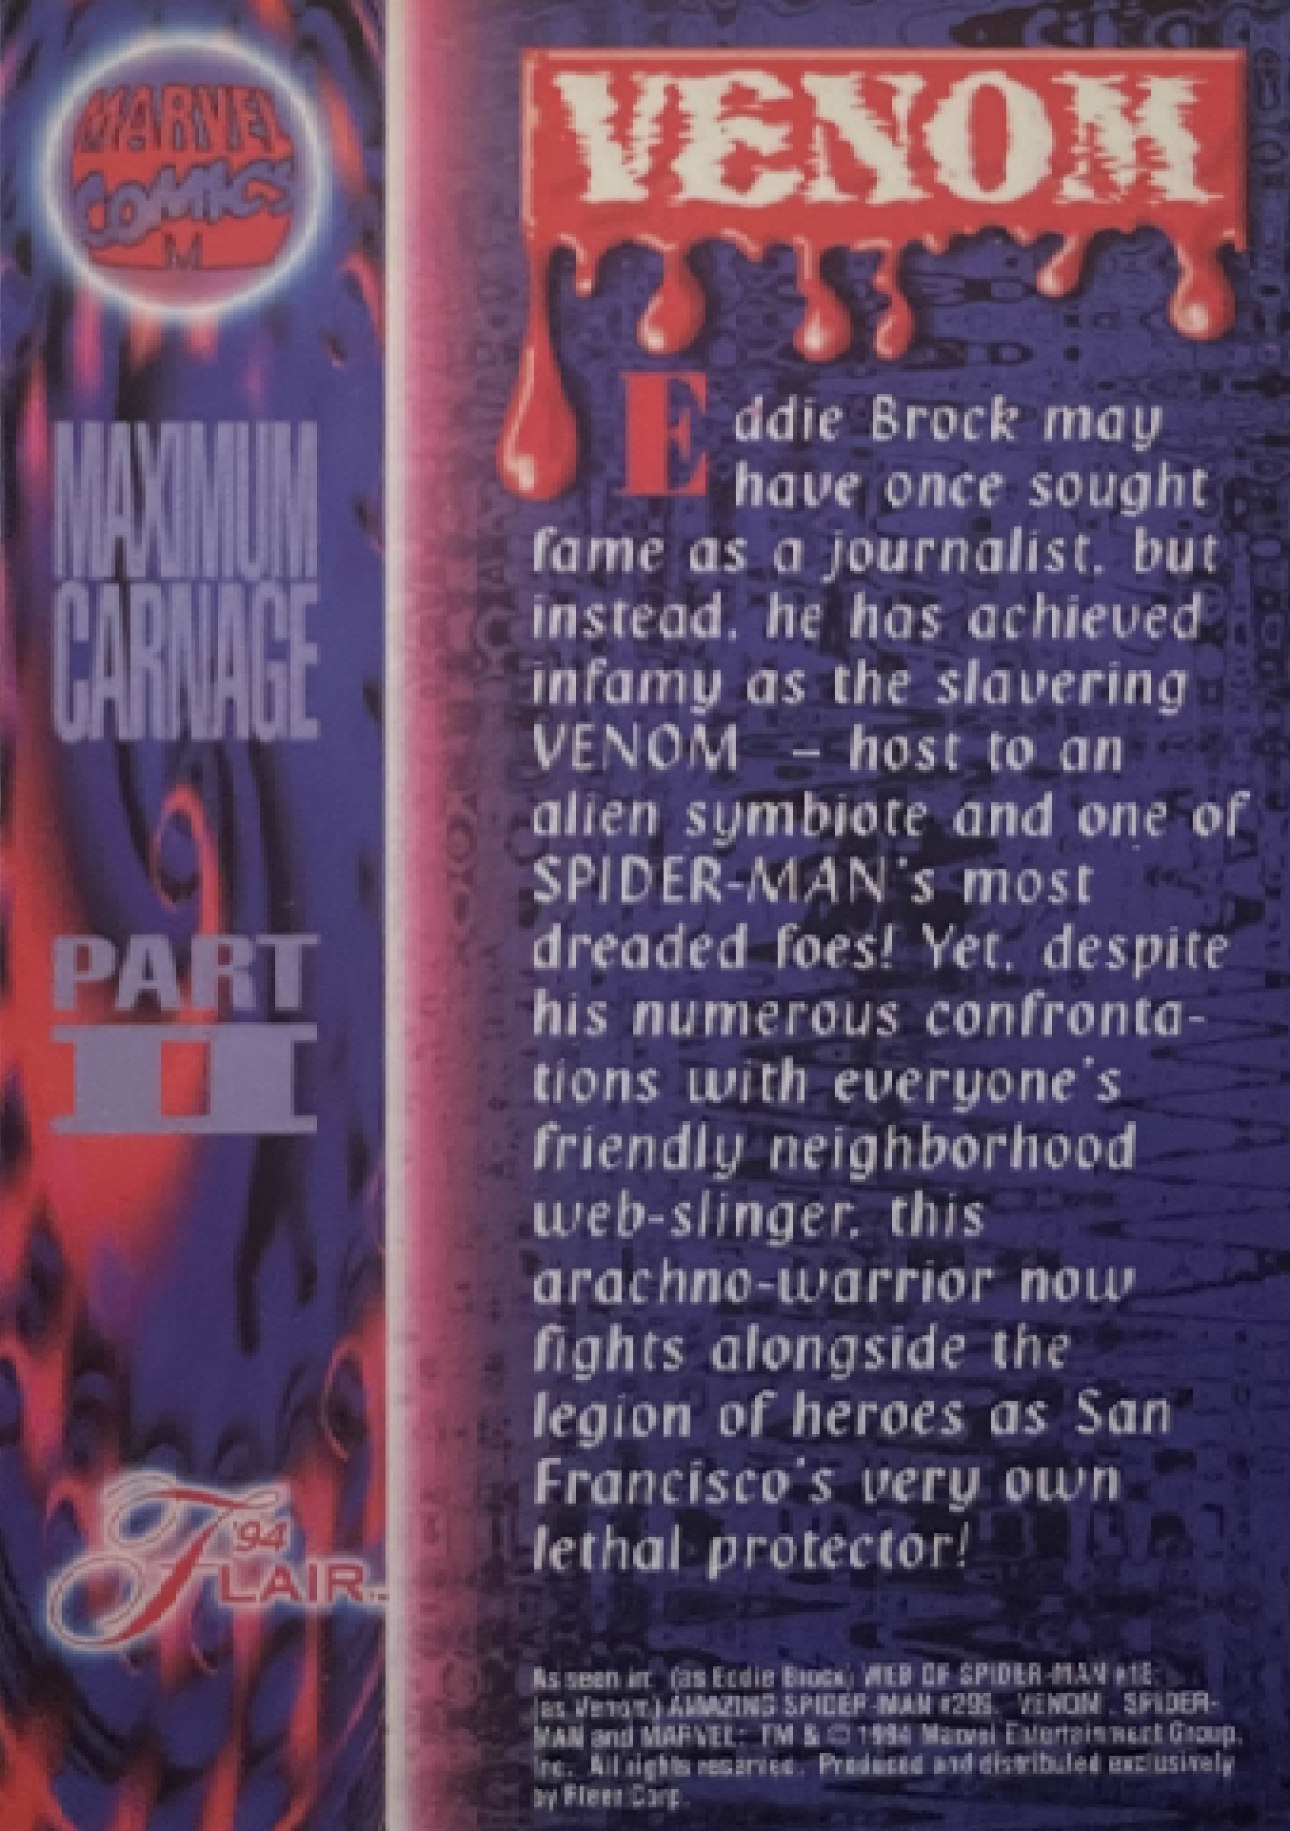 MARVEL
COMICS
MAXIMUM
CARNAGE
PART
II
'94
FLAIR
VENOM
Eddie Brock may
have once sought
fame as a journalist, but
instead, he has achieved
infamy as the slavering
VENOM – host to an
alien symbiote and one of
SPIDER-MAN's most
dreaded foes! Yet, despite
his numerous confronta-
tions with everyone's
friendly neighborhood
web-slinger, this
arachno-warrior now
fights alongside the
legion of heroes as San
Francisco's very own
lethal protector!
As seen in: (as Eddie Brock) WEB OF SPIDER-MAN #18;
(as Venom) AMAZING SPIDER-MAN VENOM, SPIDER-
MAN and MARVEL: TM & © 1994 Marvel Entertainment Group,
Inc. All rights reserved. Produced and distributed exclusively
by Fleer Corp.